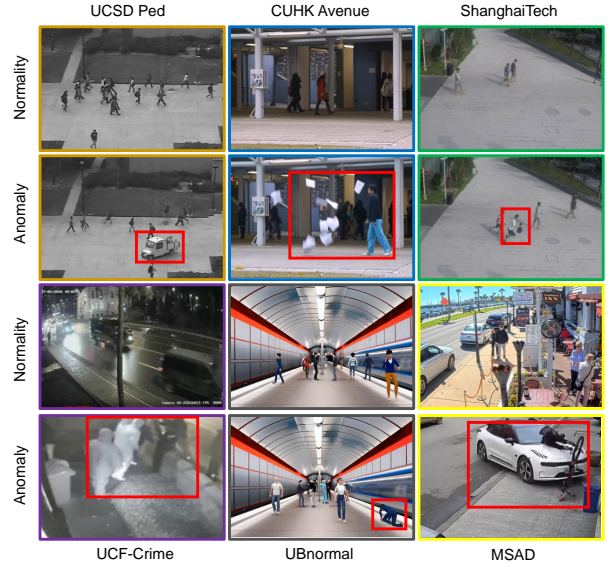 UCSD Ped CUHK Avenue ShanghaiTech
Normality
Anomaly
Normality
Anomaly
UCF-Crime UBnormal MSAD